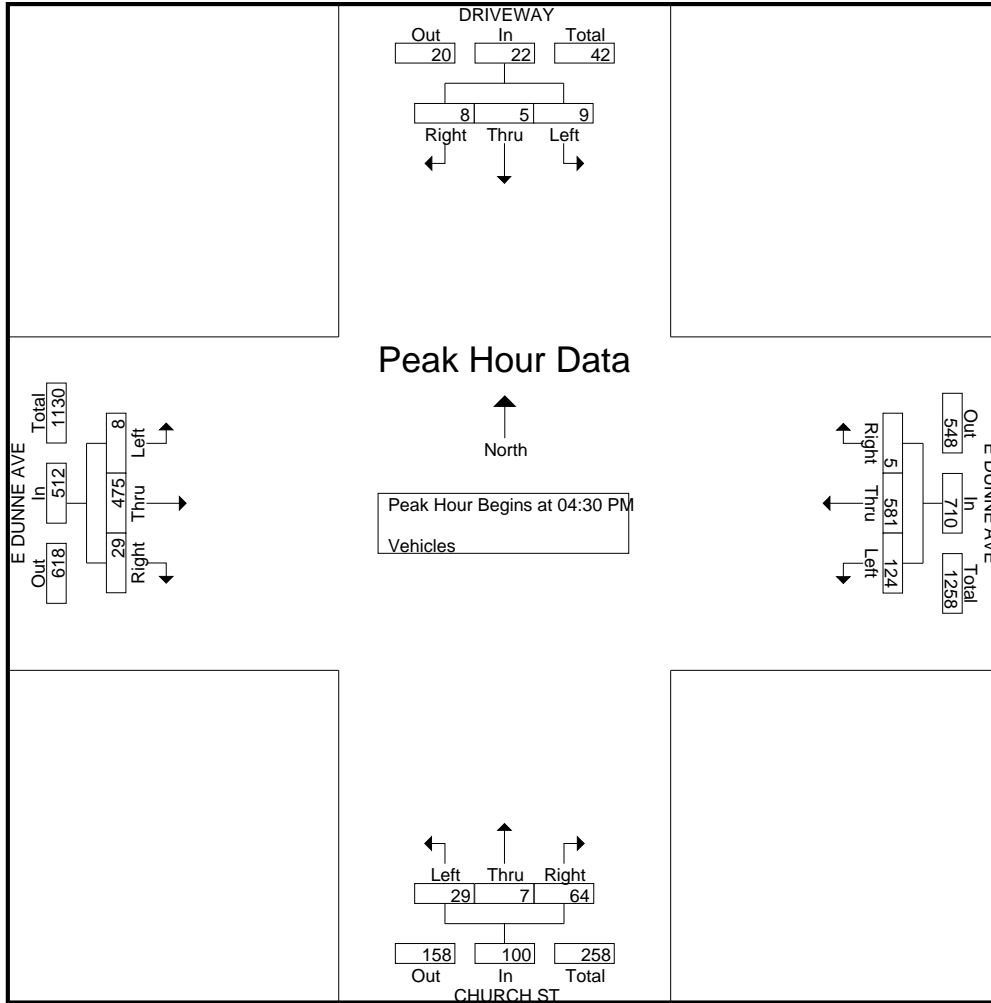 DRIVEWAY
Out In Total
20 22 42
8 5 9
Right Thru Left
Peak Hour Data
North
Peak Hour Begins at 04:30 PM
Vehicles
E DUNNE AVE
Total In Out
1130 512 618
8 475 29
Left Thru Right
E DUNNE AVE
Out In Total
548 710 1258
5 581 124
Right Thru Left
Left Thru Right
29 7 64
158 100 258
Out In Total
CHURCH ST